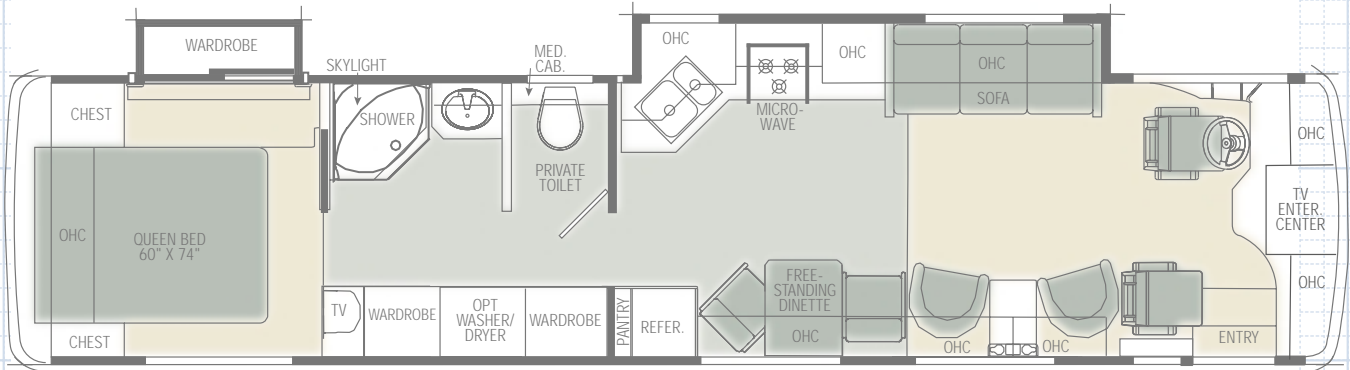 WARDROBE
SKYLIGHT
MED.
CAB.
OHC
OHC
OHC
SOFA
CHEST
SHOWER
MICRO-
WAVE
OHC
PRIVATE
TOILET
TV
ENTER.
CENTER
OHC
QUEEN BED
60" X 74"
FREE-
STANDING
DINETTE
OHC
TV
WARDROBE
OPT
WASHER/
DRYER
WARDROBE
PANTRY
REFER.
OHC
CHEST
OHC
OHC
ENTRY